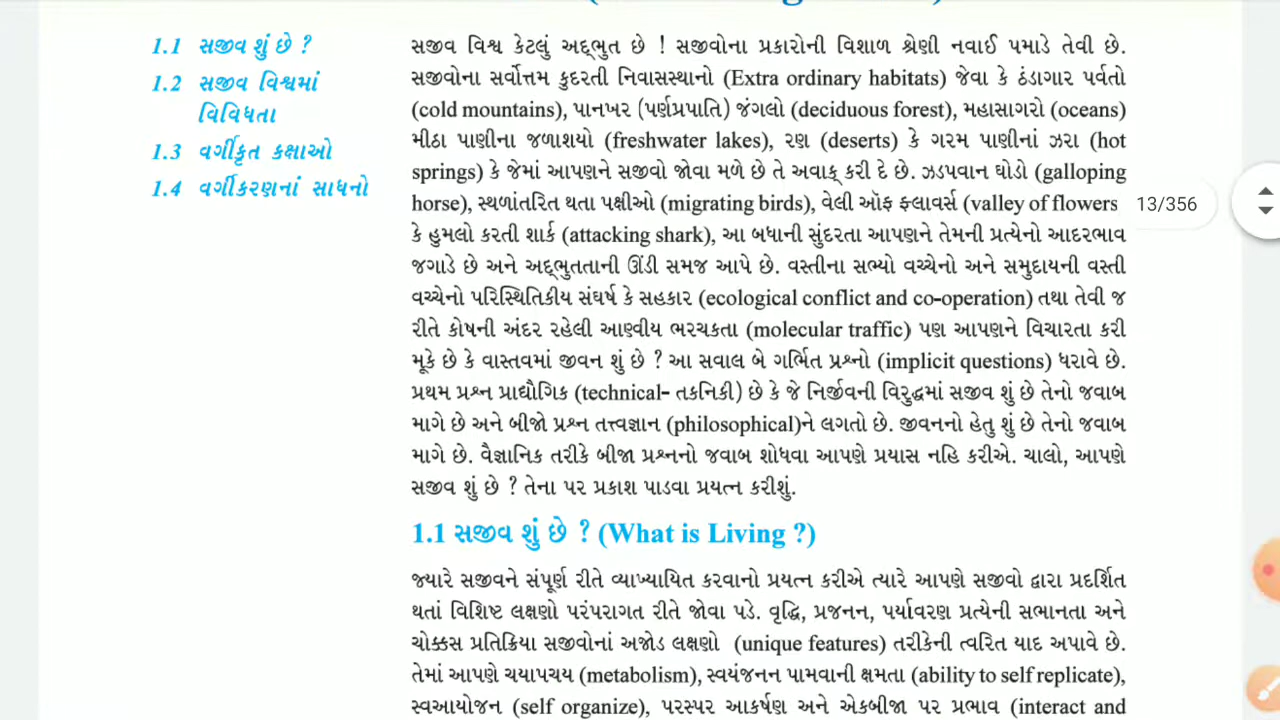 1.1 સજીવ શું છે ?
1.2 સજીવ વિશ્વમાં
વિવિધતા
1.3 વર્ગીકૃત કક્ષાઓ
1.4 વર્ગીકરણનાં સાધનો
સજીવ વિશ્વ કેટલું અદ્ભુત છે ! સજીવોના પ્રકારોની વિશાળ શ્રેણી નવાઈ પમાડે તેવી છે.
સજીવોના સર્વોત્તમ કુદરતી નિવાસસ્થાનો (Extra ordinary habitats) જેવા કે ઠંડાગાર પર્વતો
(cold mountains), પાનખર (પર્ણપ્રપાતિ) જંગલો (deciduous forest), મહાસાગરો (oceans)
મીઠા પાણીના જળાશયો (freshwater lakes), રણ (deserts) કે ગરમ પાણીનાં ઝરા (hot
springs) કે જેમાં આપણને સજીવો જોવા મળે છે તે અવાક્ કરી દે છે. ઝડપવાન ઘોડો (galloping
horse), સ્થળાંતરિત થતા પક્ષીઓ (migrating birds), વેલી ઑફ ફ્લાવર્સ (valley of flowers
13/356
કે હુમલો કરતી શાર્ક (attacking shark), આ બધાની સુંદરતા આપણને તેમની પ્રત્યેનો આદરભાવ
જગાડે છે અને અદ્ભુતતાની ઊંડી સમજ આપે છે. વસ્તીના સભ્યો વચ્ચેનો અને સમુદાયની વસ્તી
વચ્ચેનો પરિસ્થિતિકીય સંઘર્ષ કે સહકાર (ecological conflict and co-operation) તથા તેવી જ
રીતે કોષની અંદર રહેલી આણ્વીય ભરચકતા (molecular traffic) પણ આપણને વિચારતા કરી
મૂકે છે કે વાસ્તવમાં જીવન શું છે ? આ સવાલ બે ગર્ભિત પ્રશ્નો (implicit questions) ધરાવે છે.
પ્રથમ પ્રશ્ન પ્રાદ્યૌગિક (technical- તકનિકી) છે કે જે નિર્જીવની વિરુદ્ધમાં સજીવ શું છે તેનો જવાબ
માગે છે અને બીજો પ્રશ્ન તત્ત્વજ્ઞાન (philosophical)ને લગતો છે. જીવનનો હેતુ શું છે તેનો જવાબ
માગે છે. વૈજ્ઞાનિક તરીકે બીજા પ્રશ્નનો જવાબ શોધવા આપણે પ્રયાસ નહિ કરીએ. ચાલો, આપણે
સજીવ શું છે ? તેના પર પ્રકાશ પાડવા પ્રયત્ન કરીશું.
1.1 સજીવ શું છે ? (What is Living ?)
જ્યારે સજીવને સંપૂર્ણ રીતે વ્યાખ્યાયિત કરવાનો પ્રયત્ન કરીએ ત્યારે આપણે સજીવો દ્વારા પ્રદર્શિત
થતાં વિશિષ્ટ લક્ષણો પરંપરાગત રીતે જોવા પડે. વૃદ્ધિ, પ્રજનન, પર્યાવરણ પ્રત્યેની સભાનતા અને
ચોક્કસ પ્રતિક્રિયા સજીવોનાં અજોડ લક્ષણો (unique features) તરીકેની ત્વરિત યાદ અપાવે છે.
તેમાં આપણે ચયાપચય (metabolism), સ્વયંજનન પામવાની ક્ષમતા (ability to self replicate),
સ્વઆયોજન (self organize), પરસ્પર આકર્ષણ અને એકબીજા પર પ્રભાવ (interact and